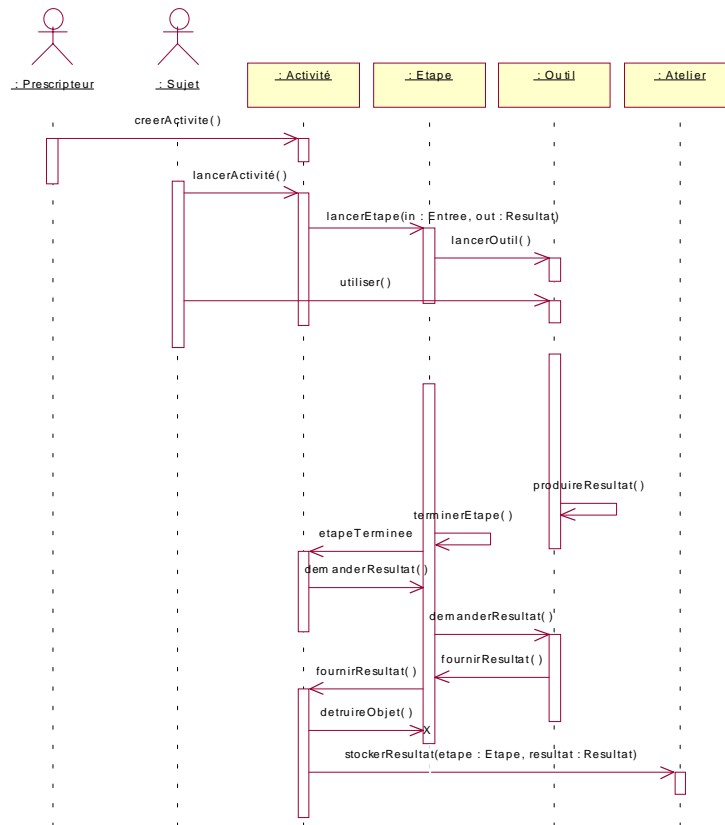 : Prescripteur
: Sujet
: Activité
: Etape
: Outil
: Atelier
creerActivite()
lancerActivité()
lancerEtape(in : Entree, out : Resultat)
lancerOutil()
utiliser()
produireResultat()
terminerEtape()
etapeTerminee
demanderResultat()
demanderResultat()
fournirResultat()
fournirResultat()
detruireObjet()
X
stockerResultat(etape : Etape, resultat : Resultat)